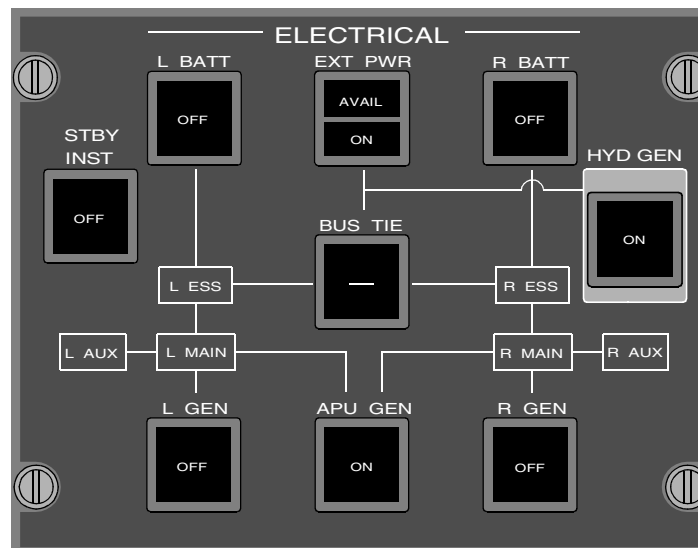 ELECTRICAL
L BATT
EXT PWR
R BATT
OFF
AVAIL
ON
OFF
STBY
INST
OFF
HYD GEN
ON
BUS TIE
L ESS
R ESS
L AUX
L MAIN
R MAIN
R AUX
L GEN
APU GEN
R GEN
OFF
ON
OFF